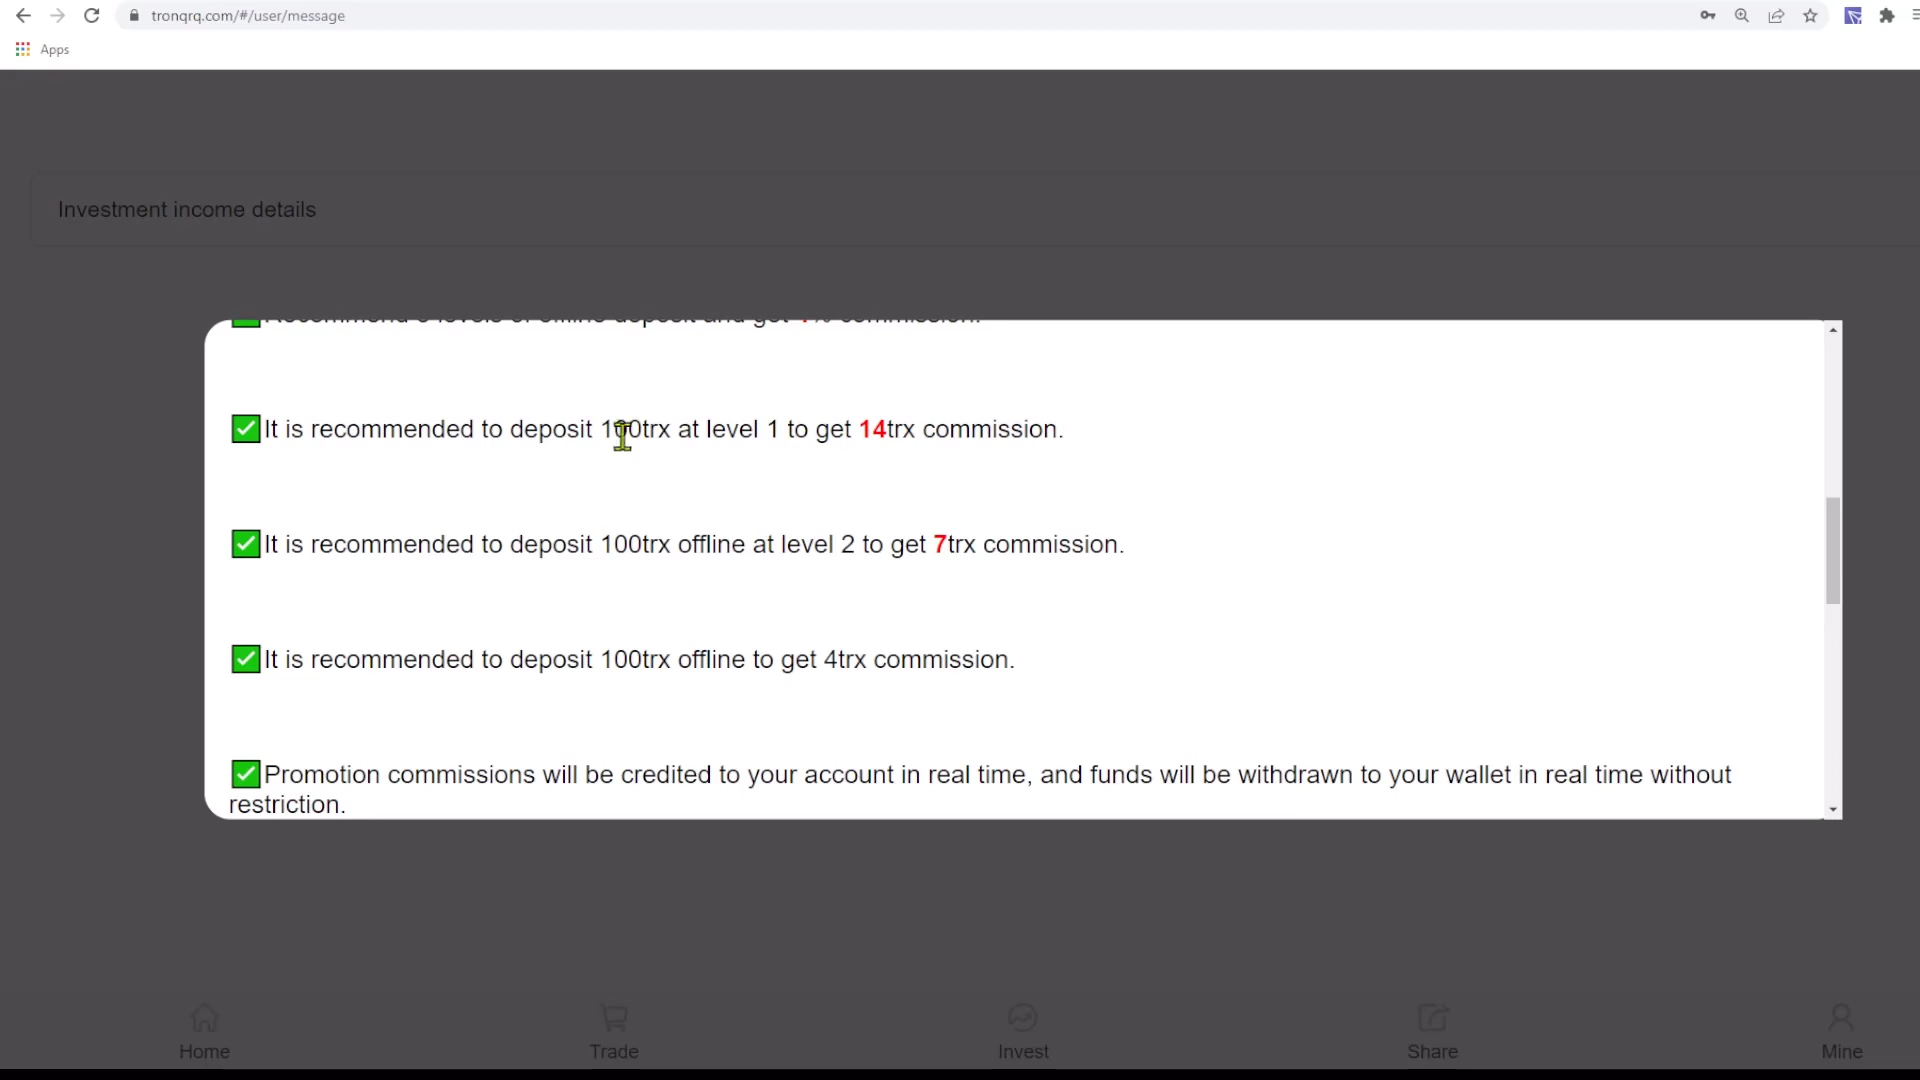 tronqrq.com/#/user/message
Apps
Investment income details
It is recommended to deposit 100trx at level 1 to get 14trx commission.
It is recommended to deposit 100trx offline at level 2 to get 7trx commission.
It is recommended to deposit 100trx offline to get 4trx commission.
Promotion commissions will be credited to your account in real time, and funds will be withdrawn to your wallet in real time without
restriction.
Home Trade Invest Share Mine